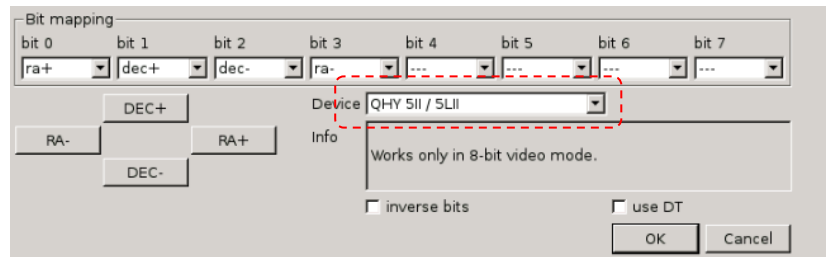 Bit mapping
bit 0 bit 1 bit 2 bit 3 bit 4 bit 5 bit 6 bit 7
ra+ dec+ dec- ra- --- --- --- ---
DEC+ Device QHY 5II / 5LII
RA- RA+ Info
Works only in 8-bit video mode.
DEC-
inverse bits use DT
OK Cancel